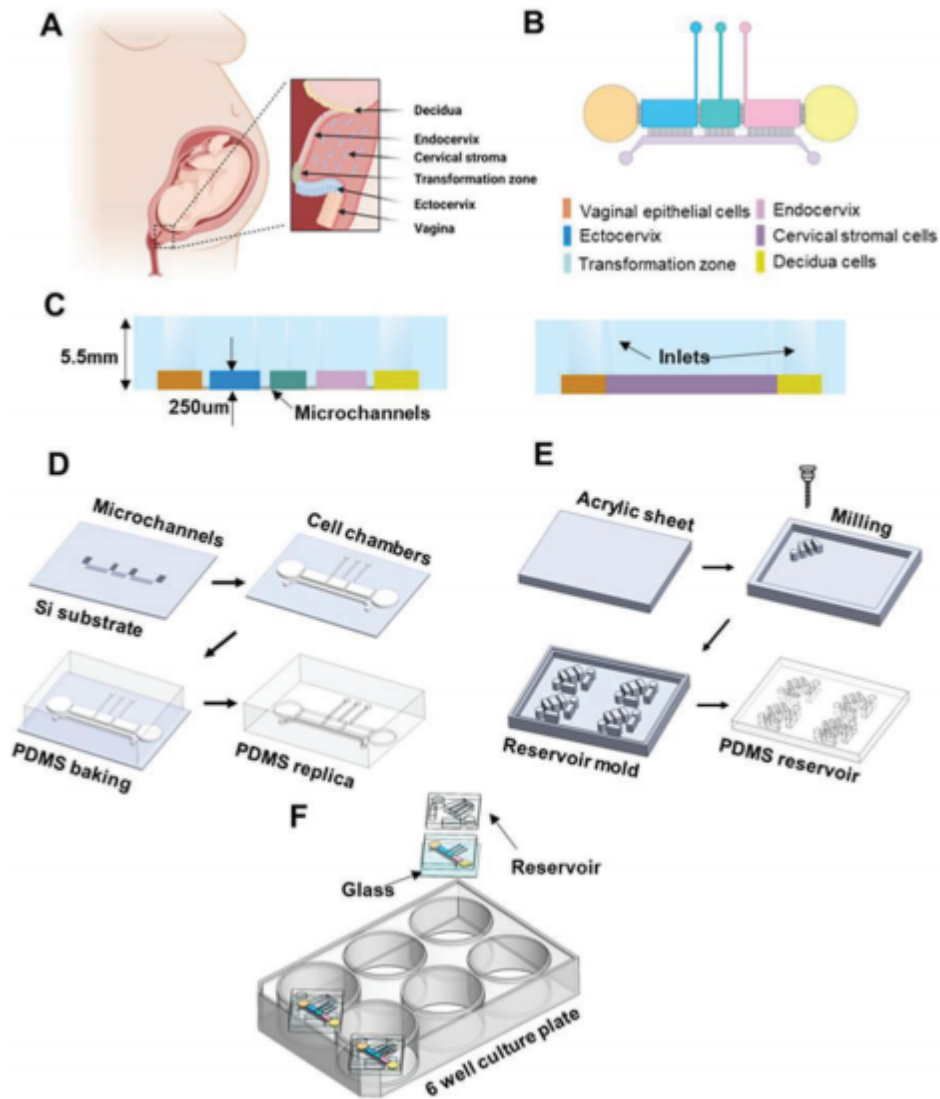 A
Decidua
Endocervix
Cervical stroma
Transformation zone
Ectocervix
Vagina
B
Vaginal epithelial cells
Endocervix
Ectocervix
Cervical stromal cells
Transformation zone
Decidua cells
C
5.5mm
250um
Microchannels
Inlets
D
Microchannels
Si substrate
Cell chambers
PDMS baking
PDMS replica
E
Acrylic sheet
Milling
Reservoir mold
PDMS reservoir
F
Reservoir
Glass
6 well culture plate